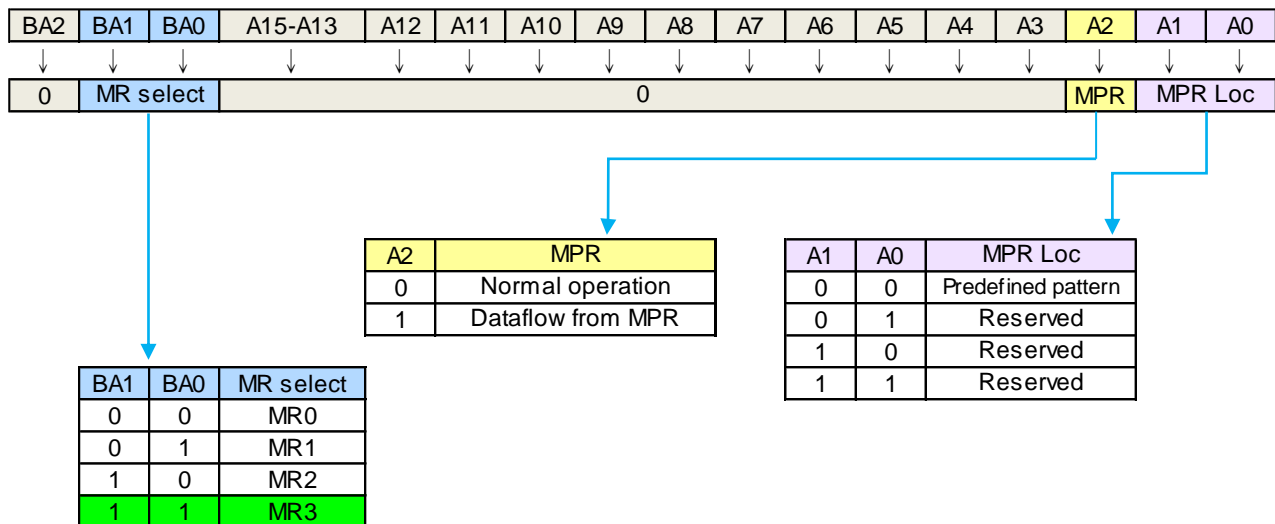 BA2 BA1 BA0 A15-A13 A12 A11 A10 A9 A8 A7 A6 A5 A4 A3 A2 A1 A0
0 MR select 0 MPR MPR Loc
A2 MPR
0 Normal operation
1 Dataflow from MPR
A1 A0 MPR Loc
0 0 Predefined pattern
0 1 Reserved
1 0 Reserved
1 1 Reserved
BA1 BA0 MR select
0 0 MR0
0 1 MR1
1 0 MR2
1 1 MR3